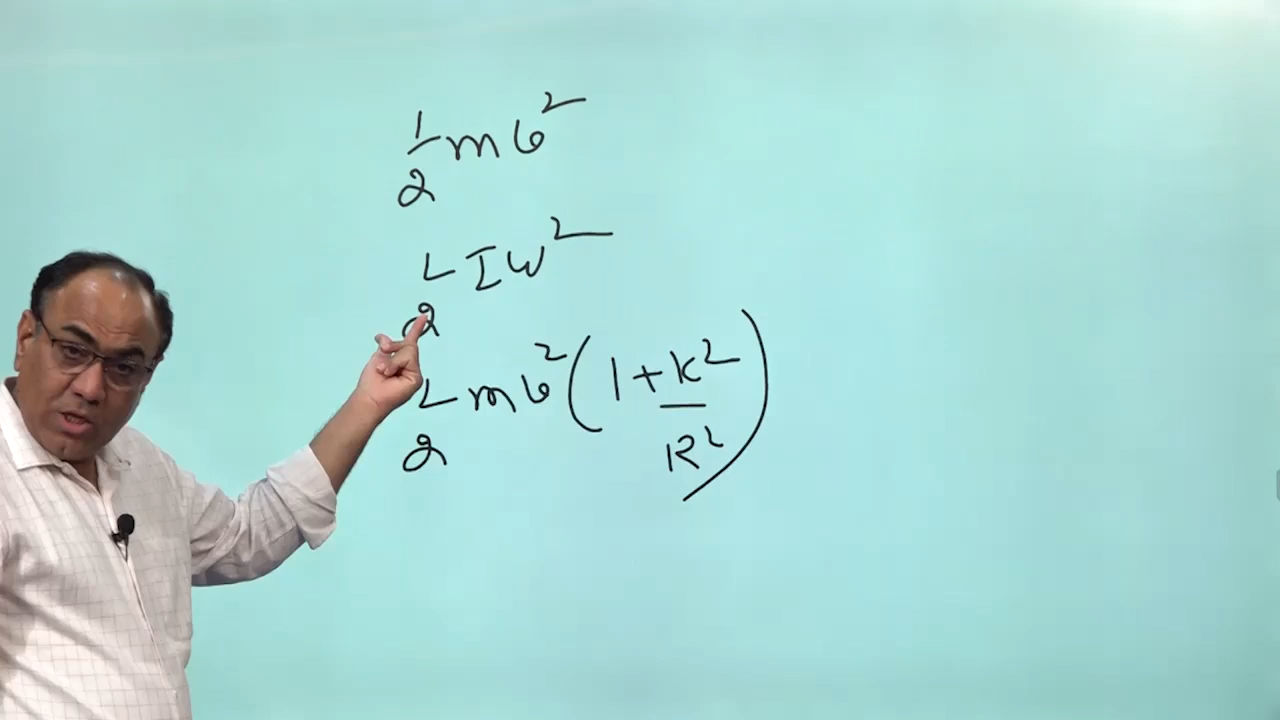 1/2 mv²
1/2 Iω²
1/2 mv² (1 + K²/R²)